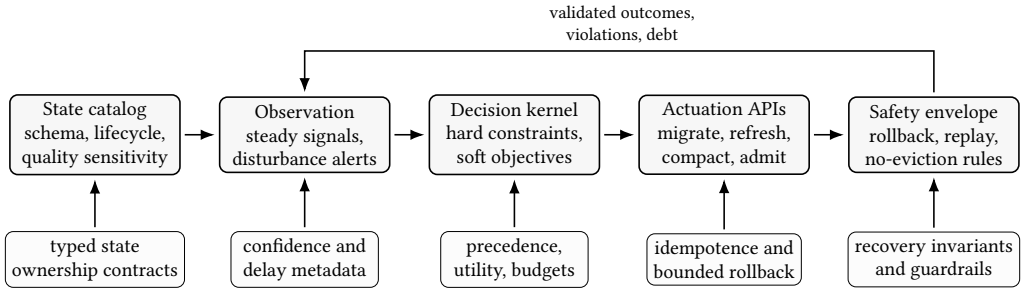 validated outcomes,
violations, debt
State catalog
schema, lifecycle,
quality sensitivity
Observation
steady signals,
disturbance alerts
Decision kernel
hard constraints,
soft objectives
Actuation APIs
migrate, refresh,
compact, admit
Safety envelope
rollback, replay,
no-eviction rules
typed state
ownership contracts
confidence and
delay metadata
precedence,
utility, budgets
idempotence and
bounded rollback
recovery invariants
and guardrails